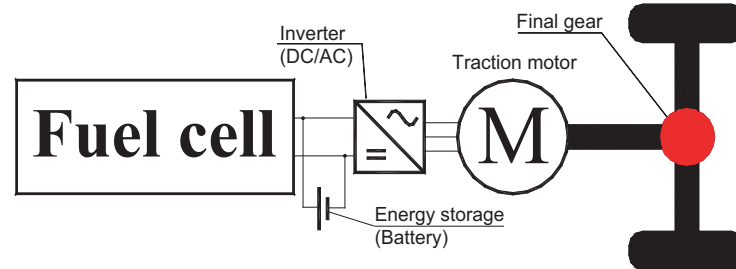 Final gear
Inverter
(DC/AC)
Traction motor
Fuel cell
M
Energy storage
(Battery)